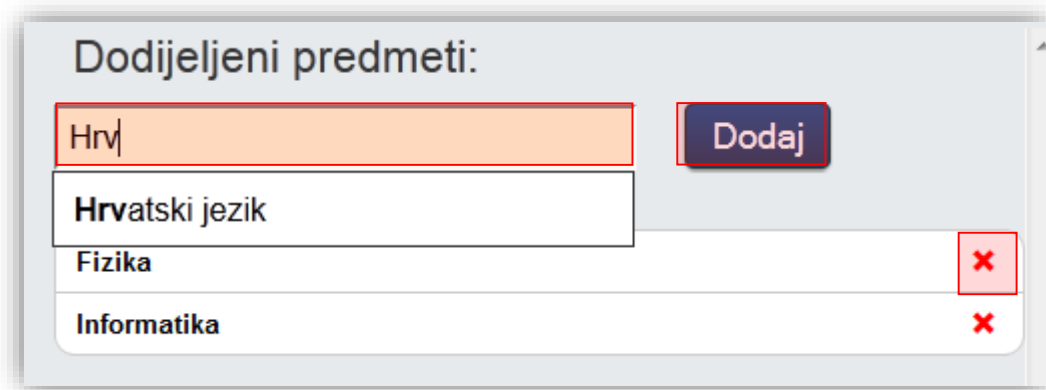 Dodijeljeni predmeti:
Hrv Dodaj
Hrvatski jezik
Fizika
Informatika